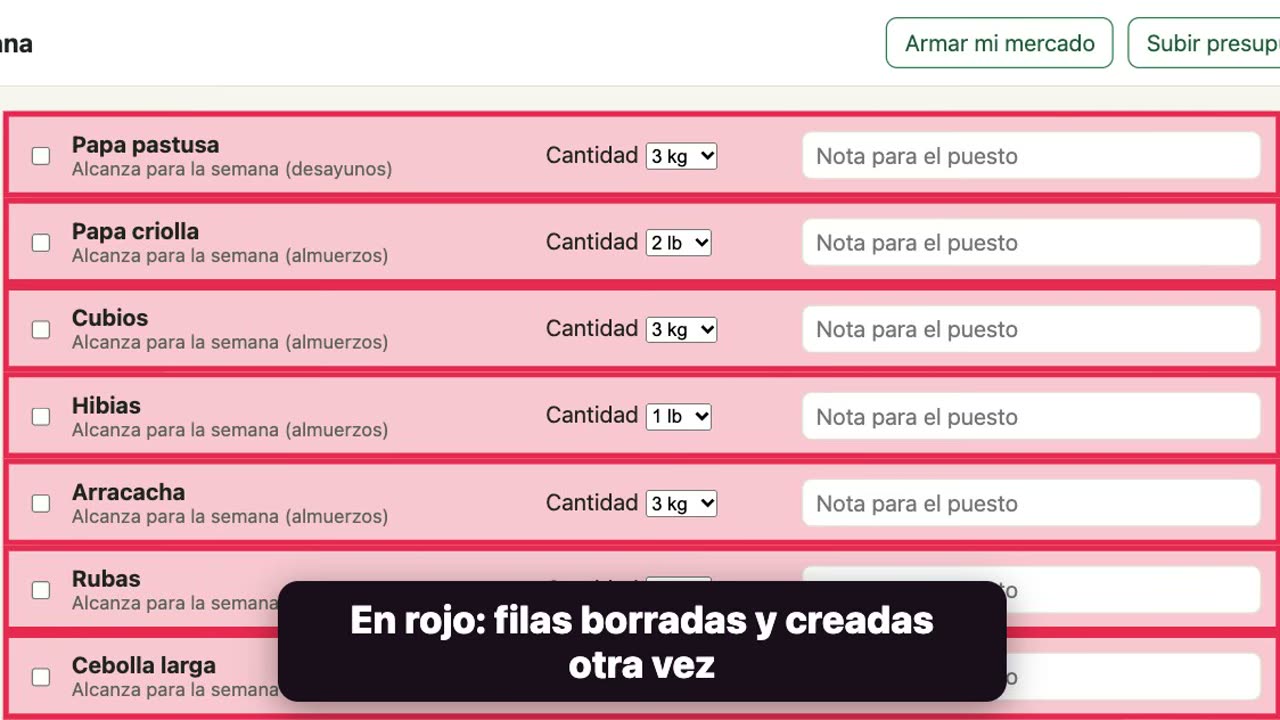 Armar mi mercado
Papa pastusa
Alcanza para la semana (desayunos)
Cantidad 3 kg
Nota para el puesto
Papa criolla
Alcanza para la semana (almuerzos)
Cantidad 2 lb
Nota para el puesto
Cubios
Alcanza para la semana (almuerzos)
Cantidad 3 kg
Nota para el puesto
Hibias
Alcanza para la semana (almuerzos)
Cantidad 1 lb
Nota para el puesto
Arracacha
Alcanza para la semana (almuerzos)
Cantidad 3 kg
Nota para el puesto
Rubas
Alcanza para la semana
Cebolla larga
Alcanza para la semana
En rojo: filas borradas y creadas
otra vez